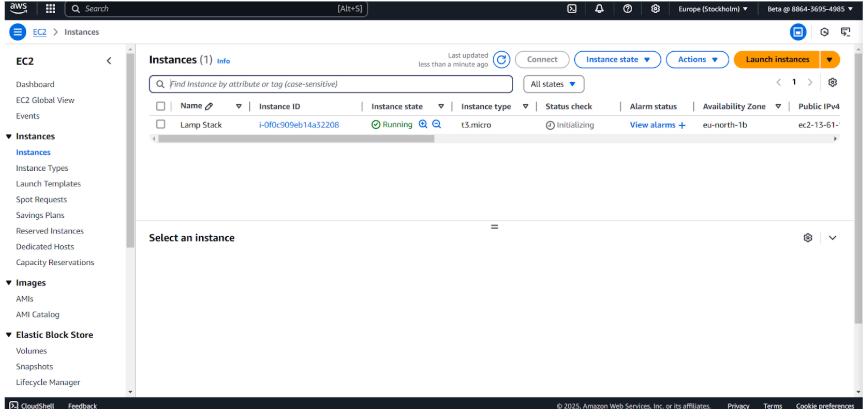 aws Search [Alt+S] Europe (Stockholm) Beta @ 8864-3695-4985
EC2 > Instances
EC2
Dashboard
EC2 Global View
Events
Instances
Instances
Instance Types
Launch Templates
Spot Requests
Savings Plans
Reserved Instances
Dedicated Hosts
Capacity Reservations
Images
AMIs
AMI Catalog
Elastic Block Store
Volumes
Snapshots
Lifecycle Manager
Instances (1) Info
Last updated
less than a minute ago
Connect Instance state Actions Launch instances
Find Instance by attribute or tag (case-sensitive) All states
1
Name Instance ID Instance state Instance type Status check Alarm status Availability Zone Public IPv4
Lamp Stack i-0f0c909eb14a32208 Running t3.micro Initializing View alarms + eu-north-1b ec2-13-61-
Select an instance
CloudShell Feedback © 2025, Amazon Web Services, Inc. or its affiliates. Privacy Terms Cookie preferences